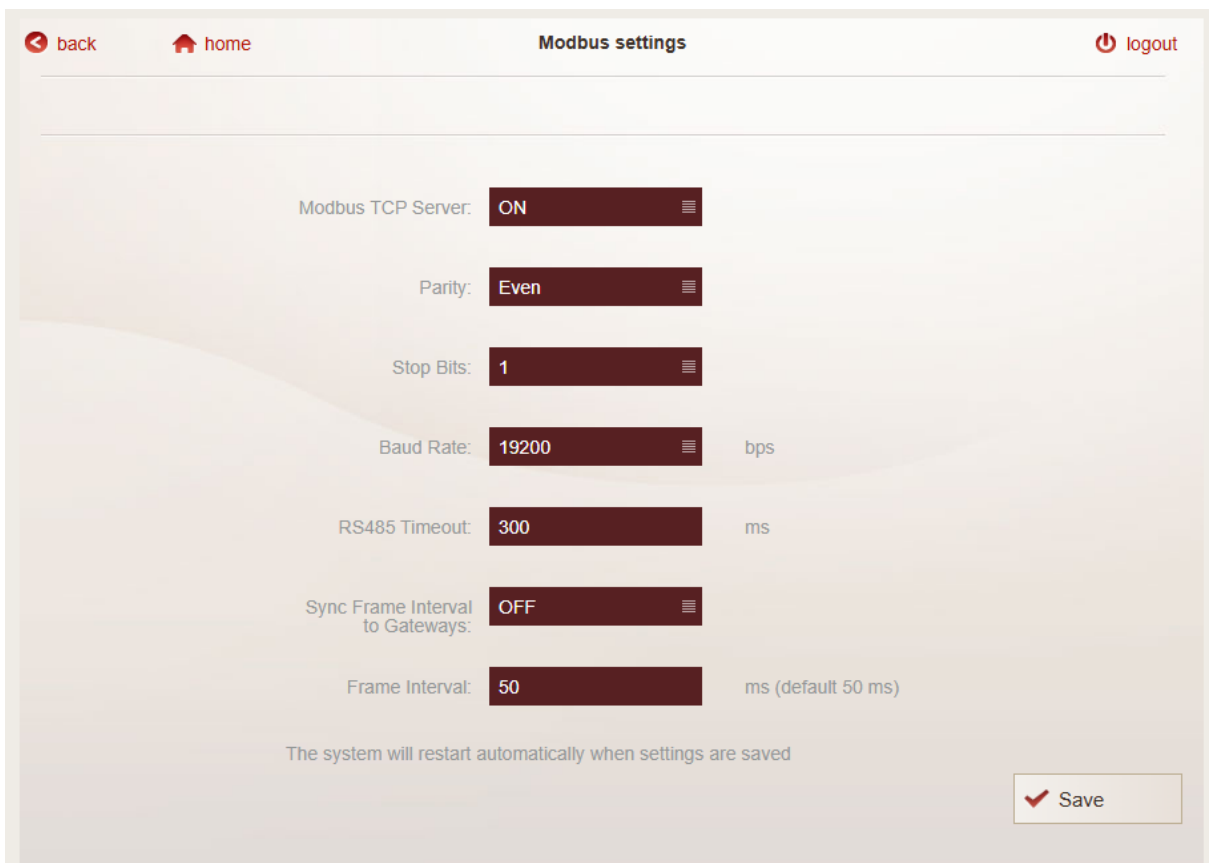 back home Modbus settings logout
Modbus TCP Server: ON
Parity: Even
Stop Bits: 1
Baud Rate: 19200 bps
RS485 Timeout: 300 ms
Sync Frame Interval OFF
to Gateways:
Frame Interval: 50 ms (default 50 ms)
The system will restart automatically when settings are saved
Save